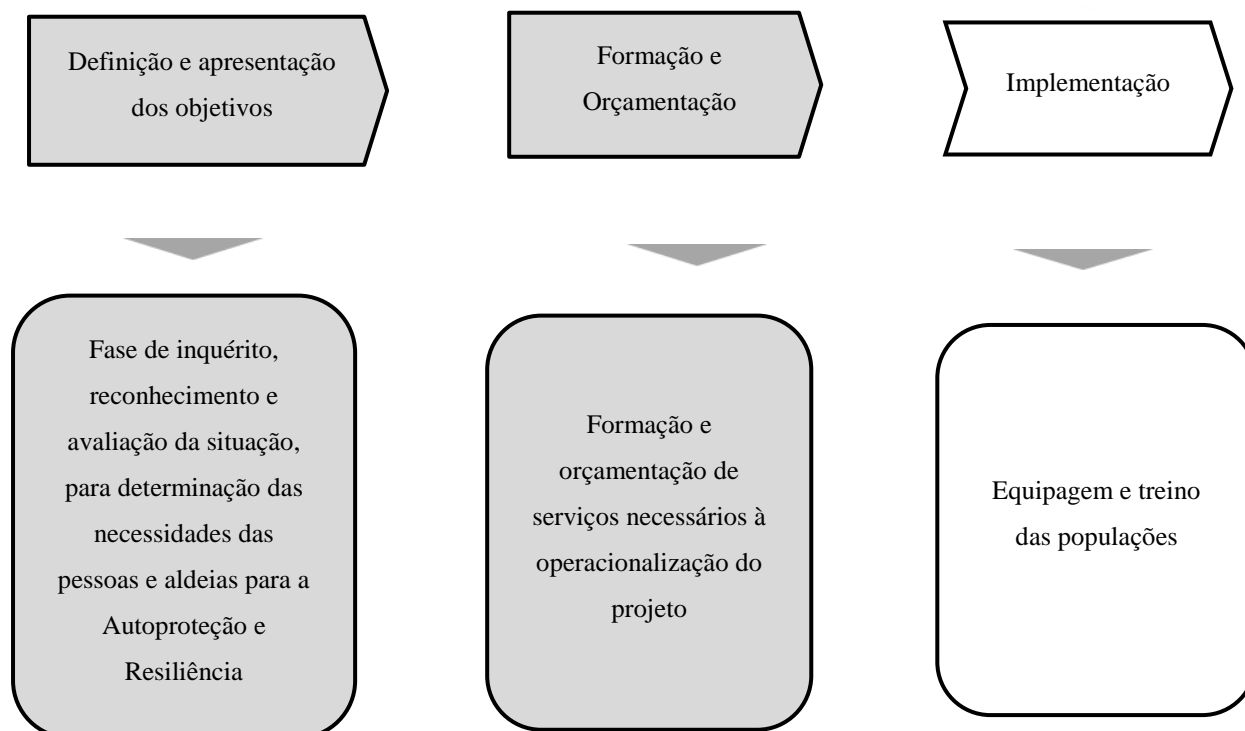 Definição e apresentação
dos objetivos
Formação e
Orçamentação
Implementação
Fase de inquérito,
reconhecimento e
avaliação da situação,
para determinação das
necessidades das
pessoas e aldeias para a
Autoproteção e
Resiliência
Formação e
orçamentação de
serviços necessários à
operacionalização do
projeto
Equipagem e treino
das populações